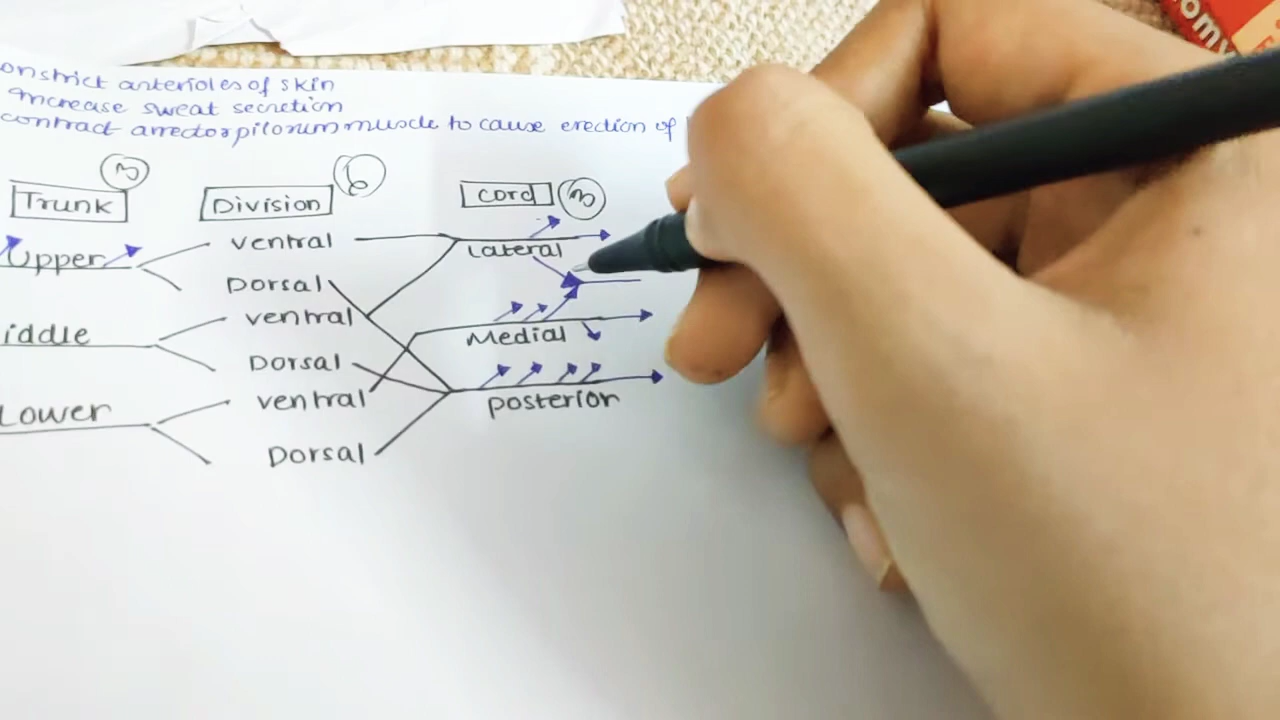 onstrict arterioles of skin
increase sweat secretion
contract arrector pilorum muscle to cause erection of
Trunk 3
Division 6
cord 3
Upper
iddle
Lower
ventral
Dorsal
ventral
Dorsal
ventral
Dorsal
Lateral
Medial
posterior
omy